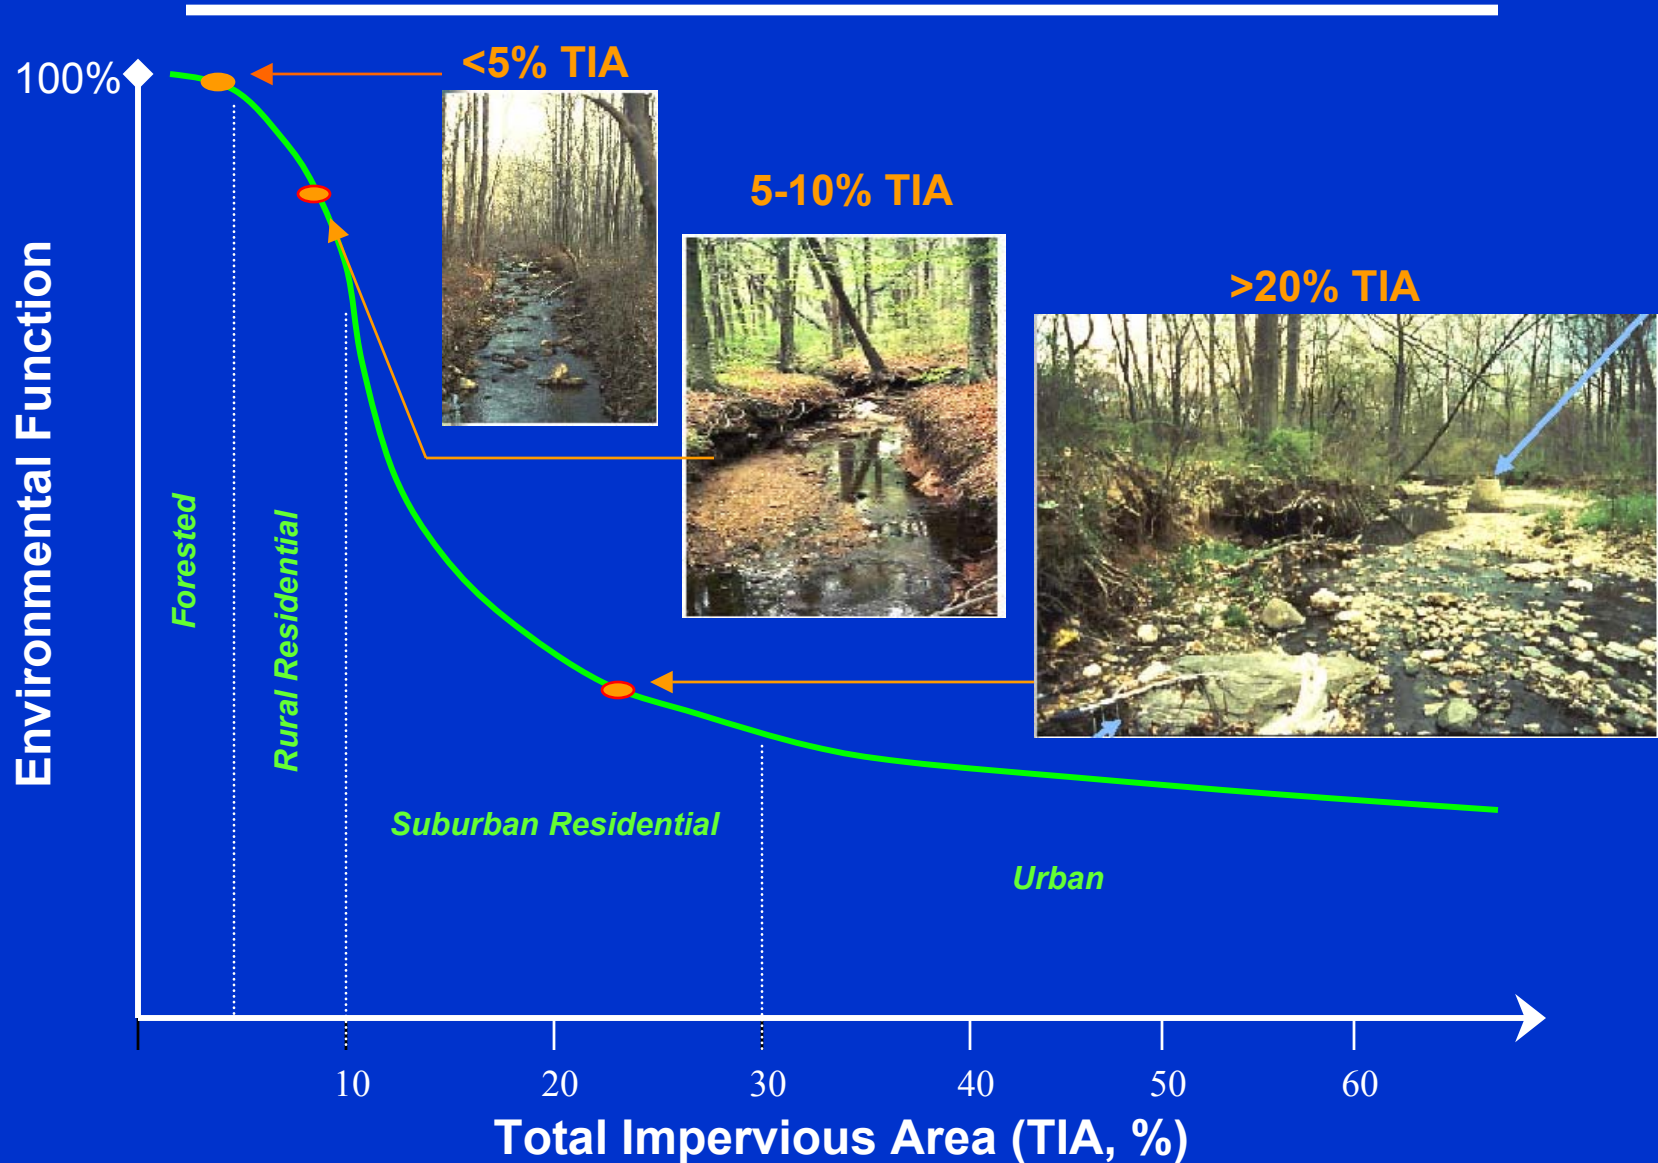 <5% TIA
100%
5-10% TIA
>20% TIA
Environmental Function
Forested
Rural Residential
Suburban Residential
Urban
10 20 30 40 50 60
Total Impervious Area (TIA, %)